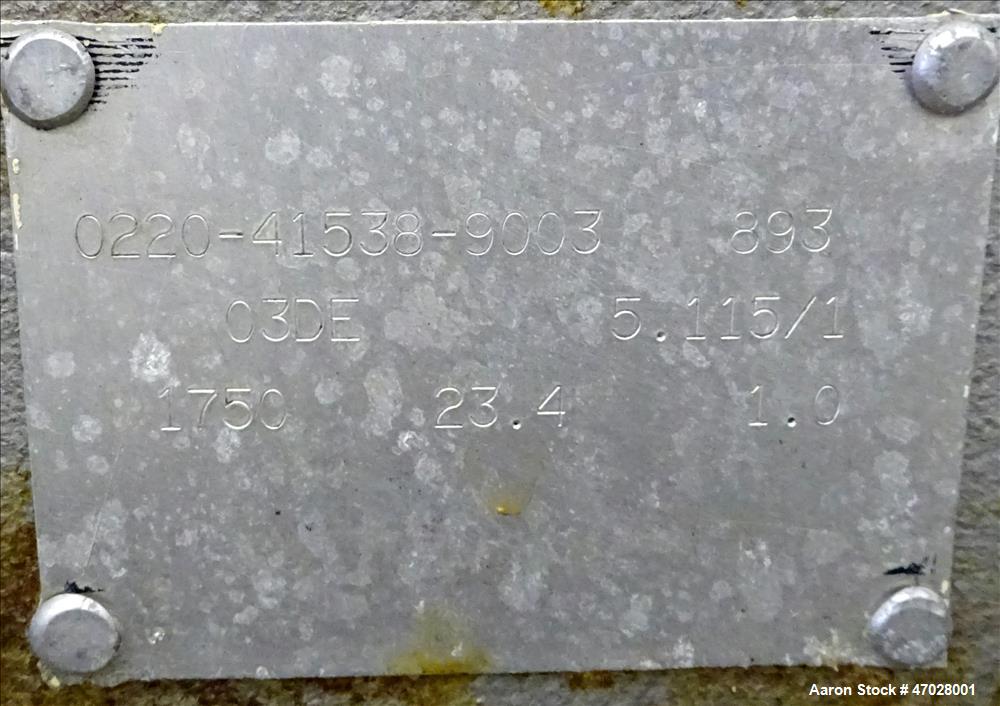 0220-41538-9003 893
03DE 5.115/1
1750 23.4 1.0
Aaron Stock # 47028001